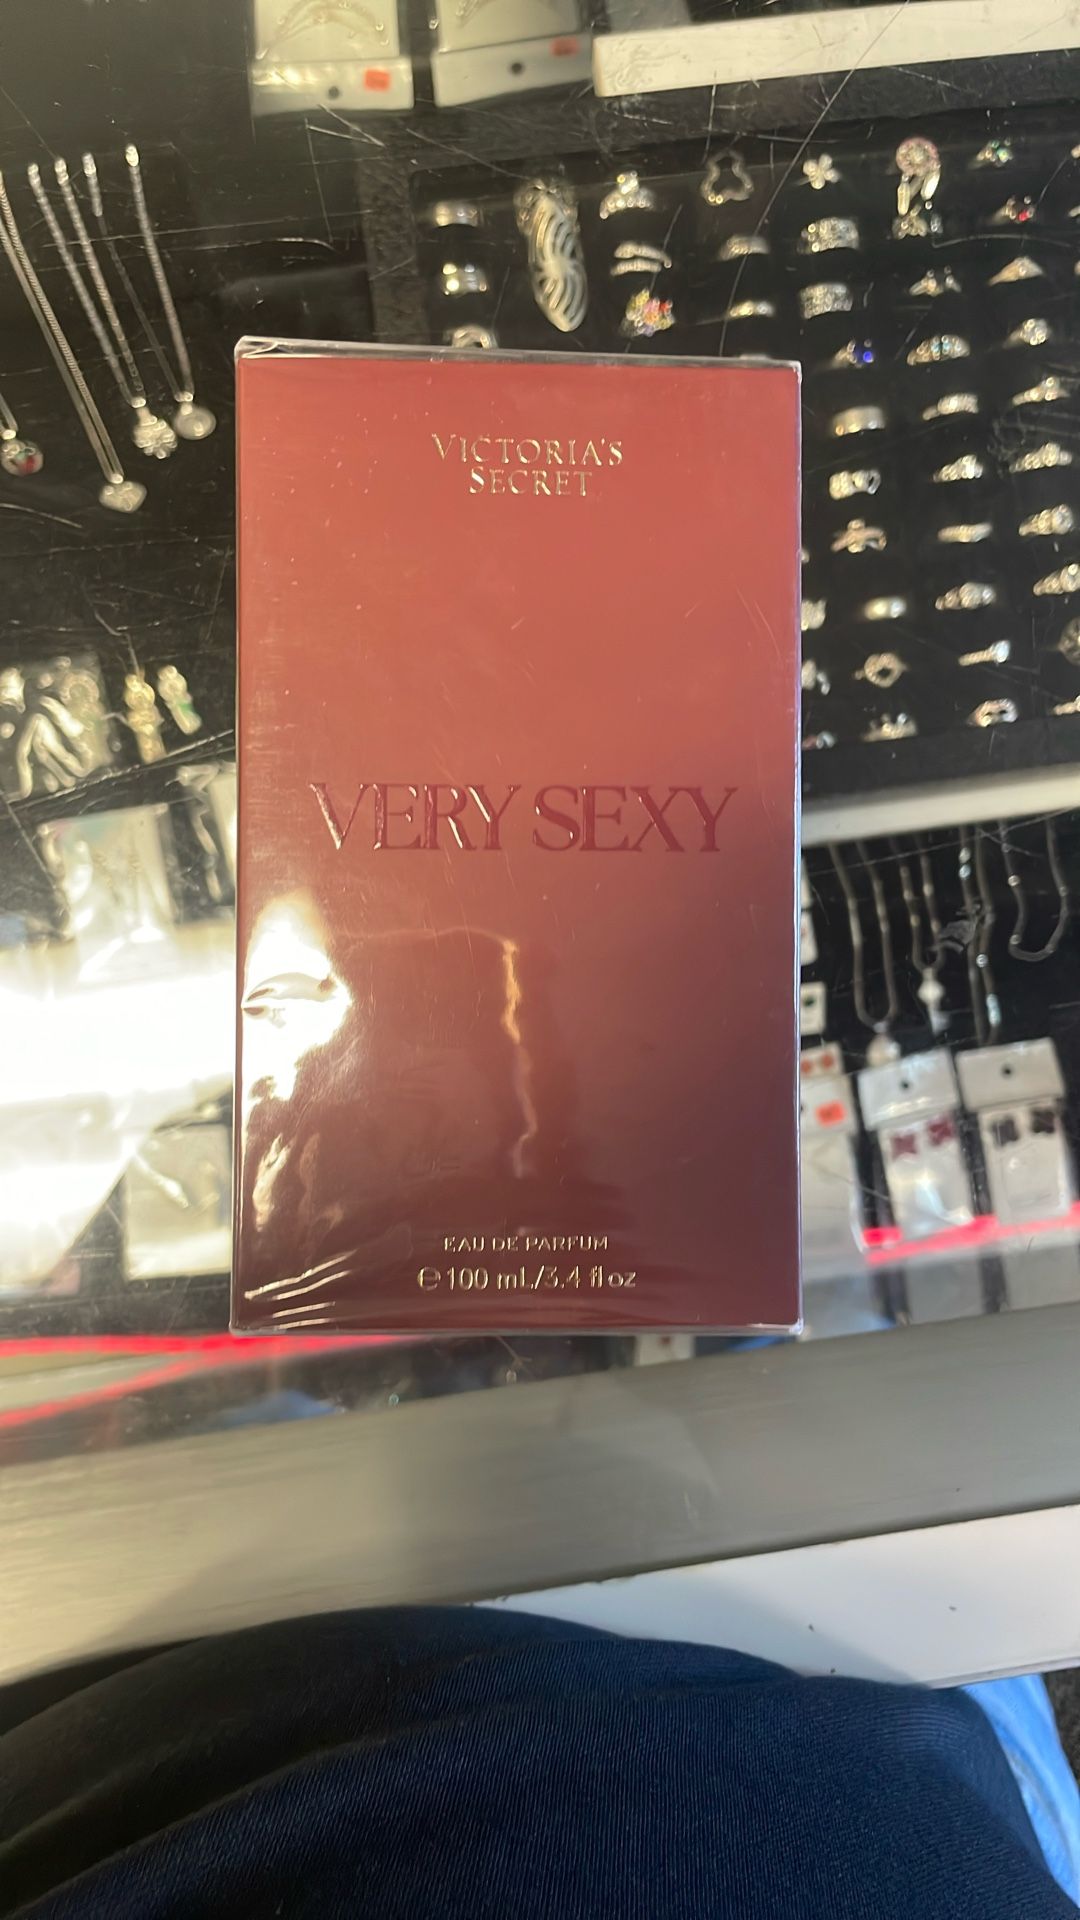 VICTORIA'S
SECRET
VERY SEXY
EAU DE PARFUM
℮ 100 mL/3.4 fl oz